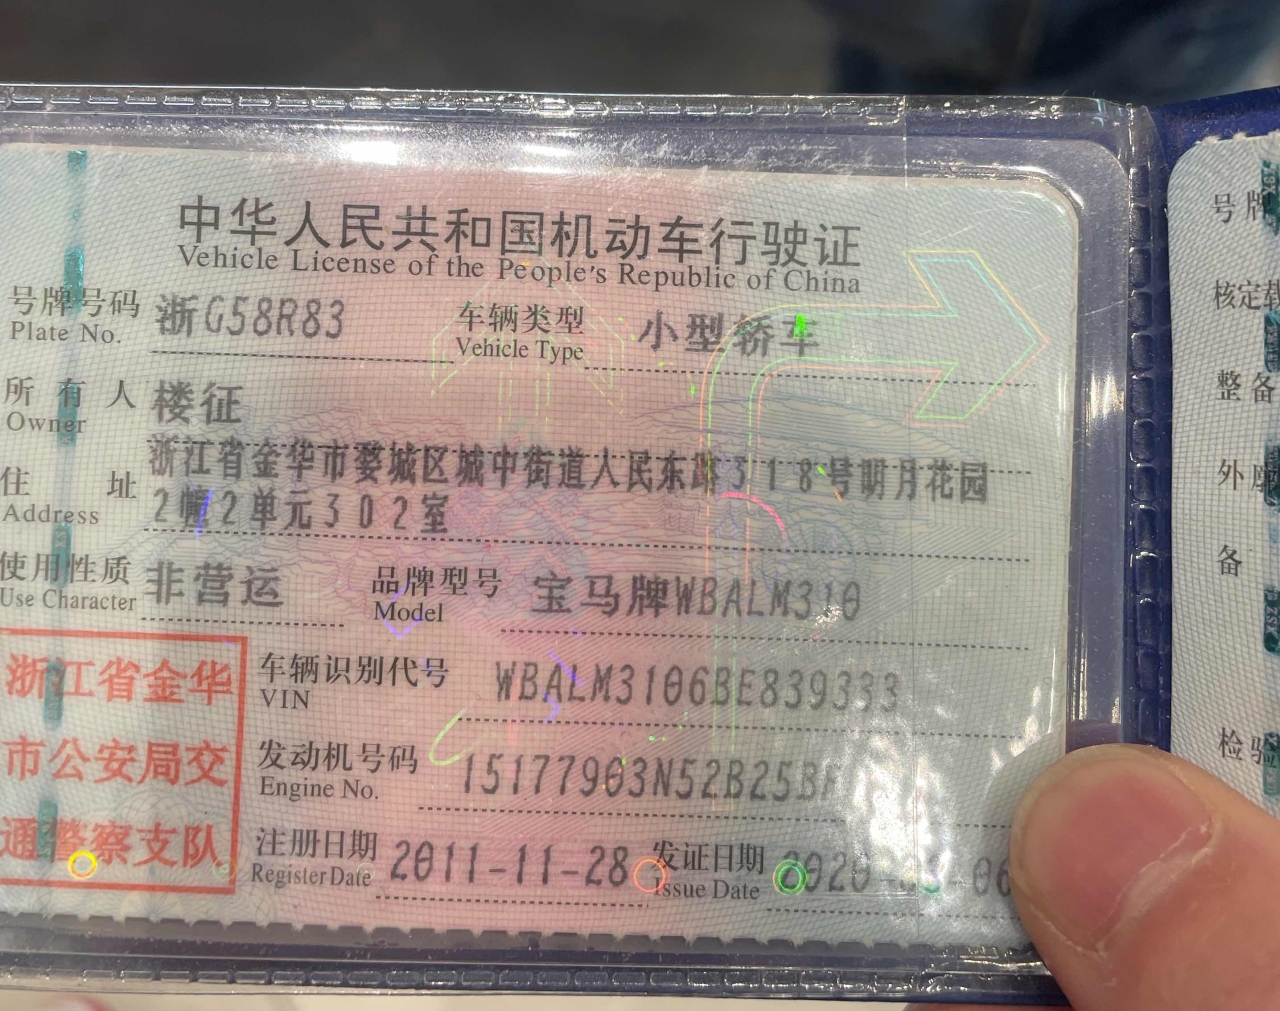 中华人民共和国机动车行驶证
Vehicle License of the People's Republic of China
号牌号码 浙G58R83 车辆类型 小型轿车
Plate No. Vehicle Type
所有人 楼征
Owner
住址 浙江省金华市婺城区城中街道人民东路318号明月花园
Address 2幢2单元302室
使用性质 非营运 品牌型号 宝马牌WBALM310
Use Character Model
浙江省金华
市公安局交
通警察支队
车辆识别代号 WBALM3106BE839333
VIN
发动机号码 15177903N52B25BF
Engine No.
注册日期 2011-11-28 发证日期
Register Date Issue Date
号牌
核定载
整备
外廓
备
检验